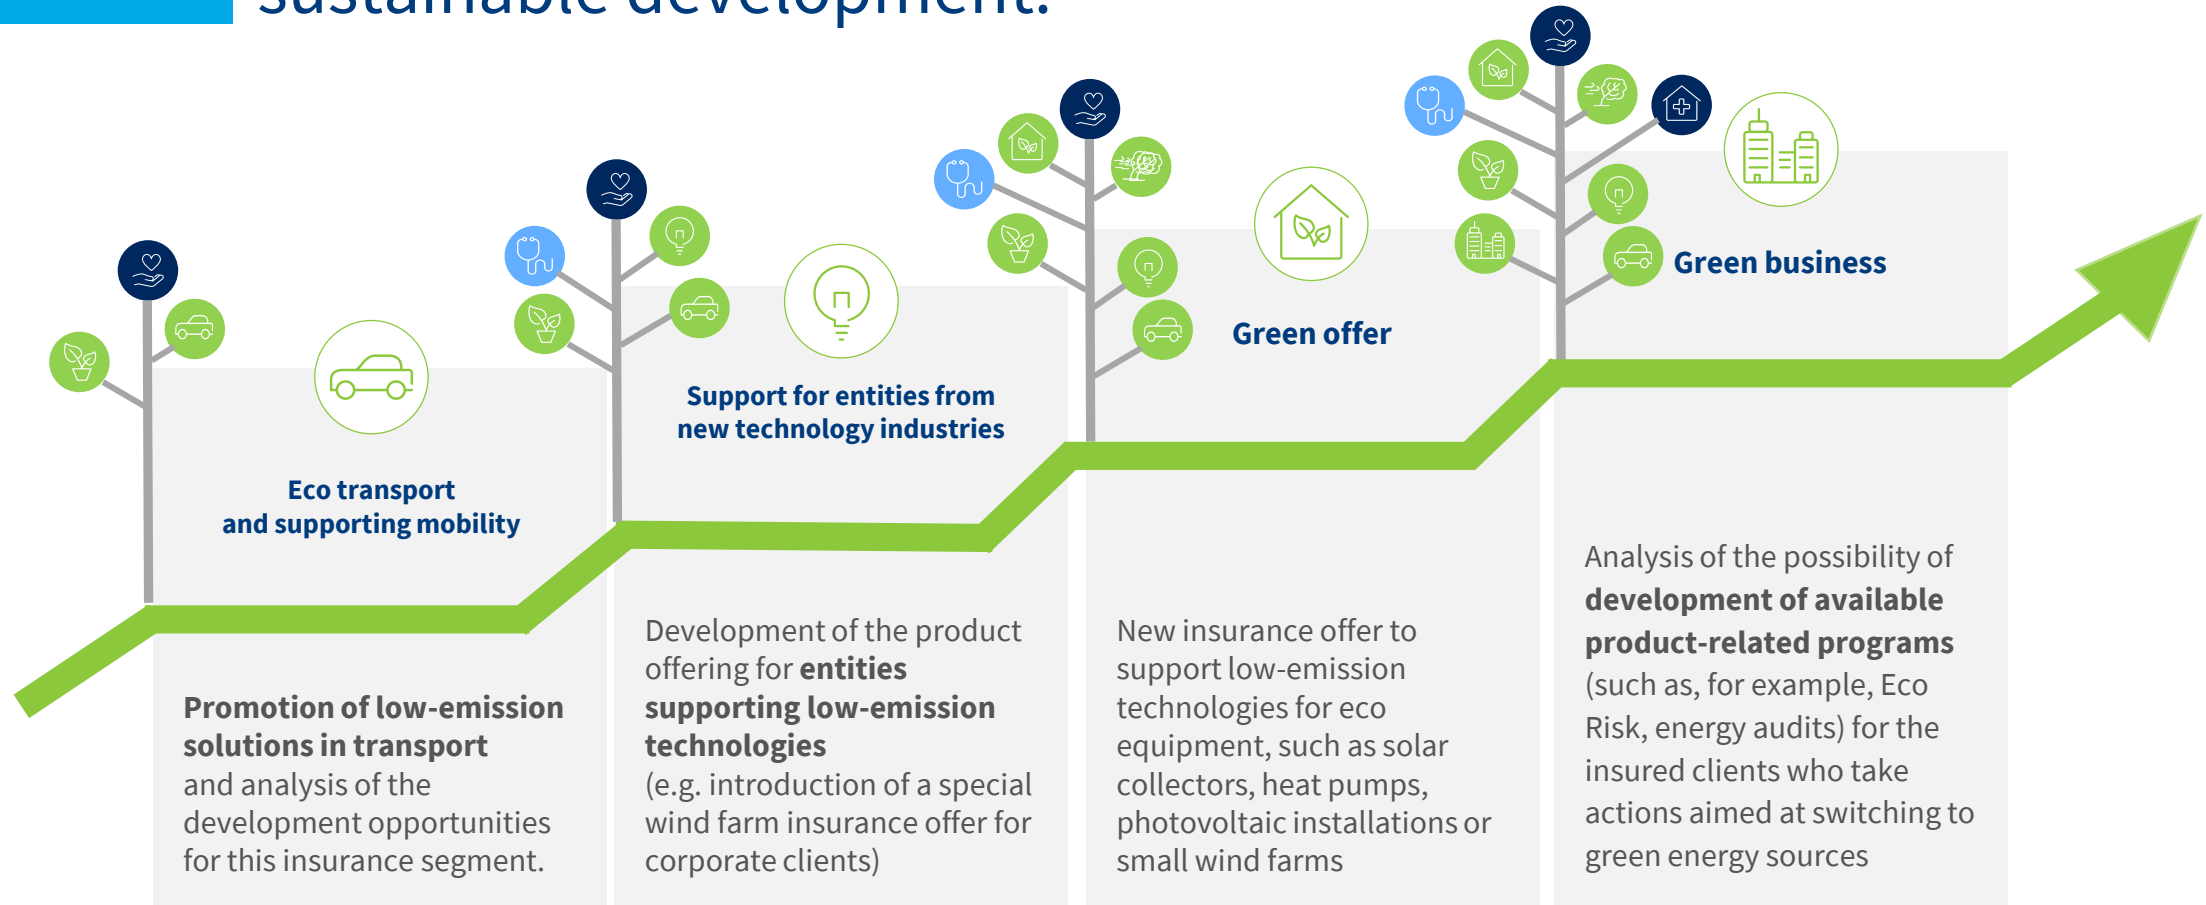 sustainable development.
Eco transport
and supporting mobility
Promotion of low-emission
solutions in transport
and analysis of the
development opportunities
for this insurance segment.
Support for entities from
new technology industries
Development of the product
offering for entities
supporting low-emission
technologies
(e.g. introduction of a special
wind farm insurance offer for
corporate clients)
Green offer
New insurance offer to
support low-emission
technologies for eco
equipment, such as solar
collectors, heat pumps,
photovoltaic installations or
small wind farms
Green business
Analysis of the possibility of
development of available
product-related programs
(such as, for example, Eco
Risk, energy audits) for the
insured clients who take
actions aimed at switching to
green energy sources